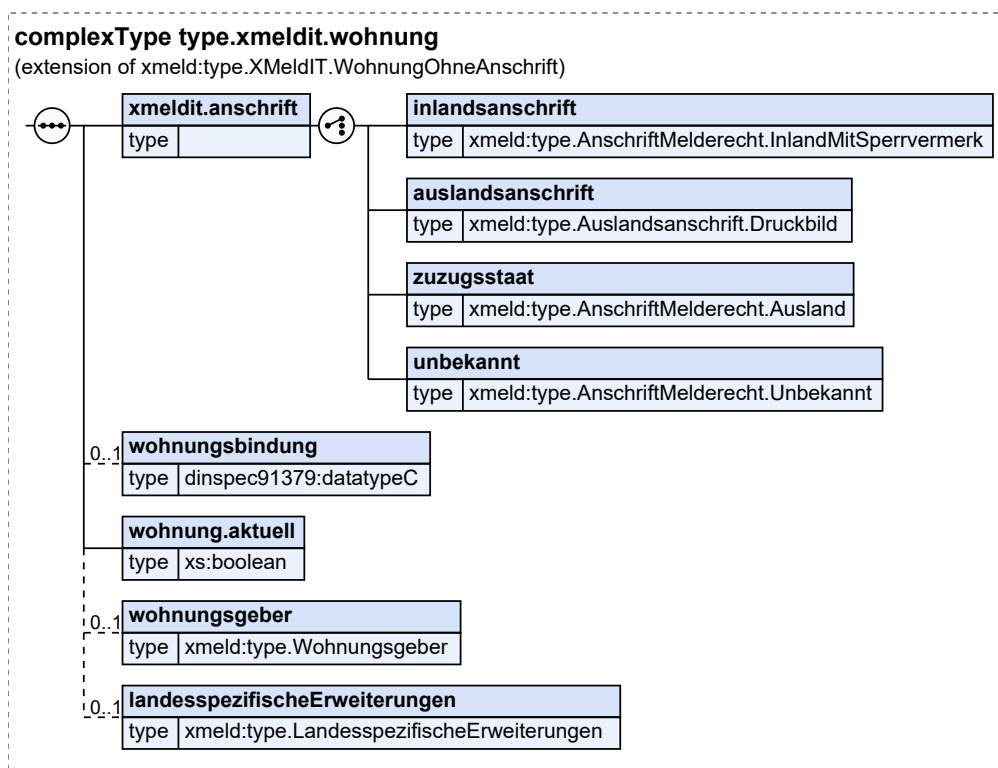 complexType type.xmeldit.wohnung
(extension of xmeld:type.XMeldIT.WohnungOhneAnschrift)
xmeldit.anschrift
type
inlandsanschrift
type xmeld:type.AnschriftMelderecht.InlandMitSperrvermerk
auslandsanschrift
type xmeld:type.Auslandsanschrift.Druckbild
zuzugsstaat
type xmeld:type.AnschriftMelderecht.Ausland
unbekannt
type xmeld:type.AnschriftMelderecht.Unbekannt
0..1 wohnungsbindung
type dinspec91379:datatypeC
wohnung.aktuell
type xs:boolean
0..1 wohnungsgeber
type xmeld:type.Wohnungsgeber
0..1 landesspezifischeErweiterungen
type xmeld:type.LandesspezifischeErweiterungen